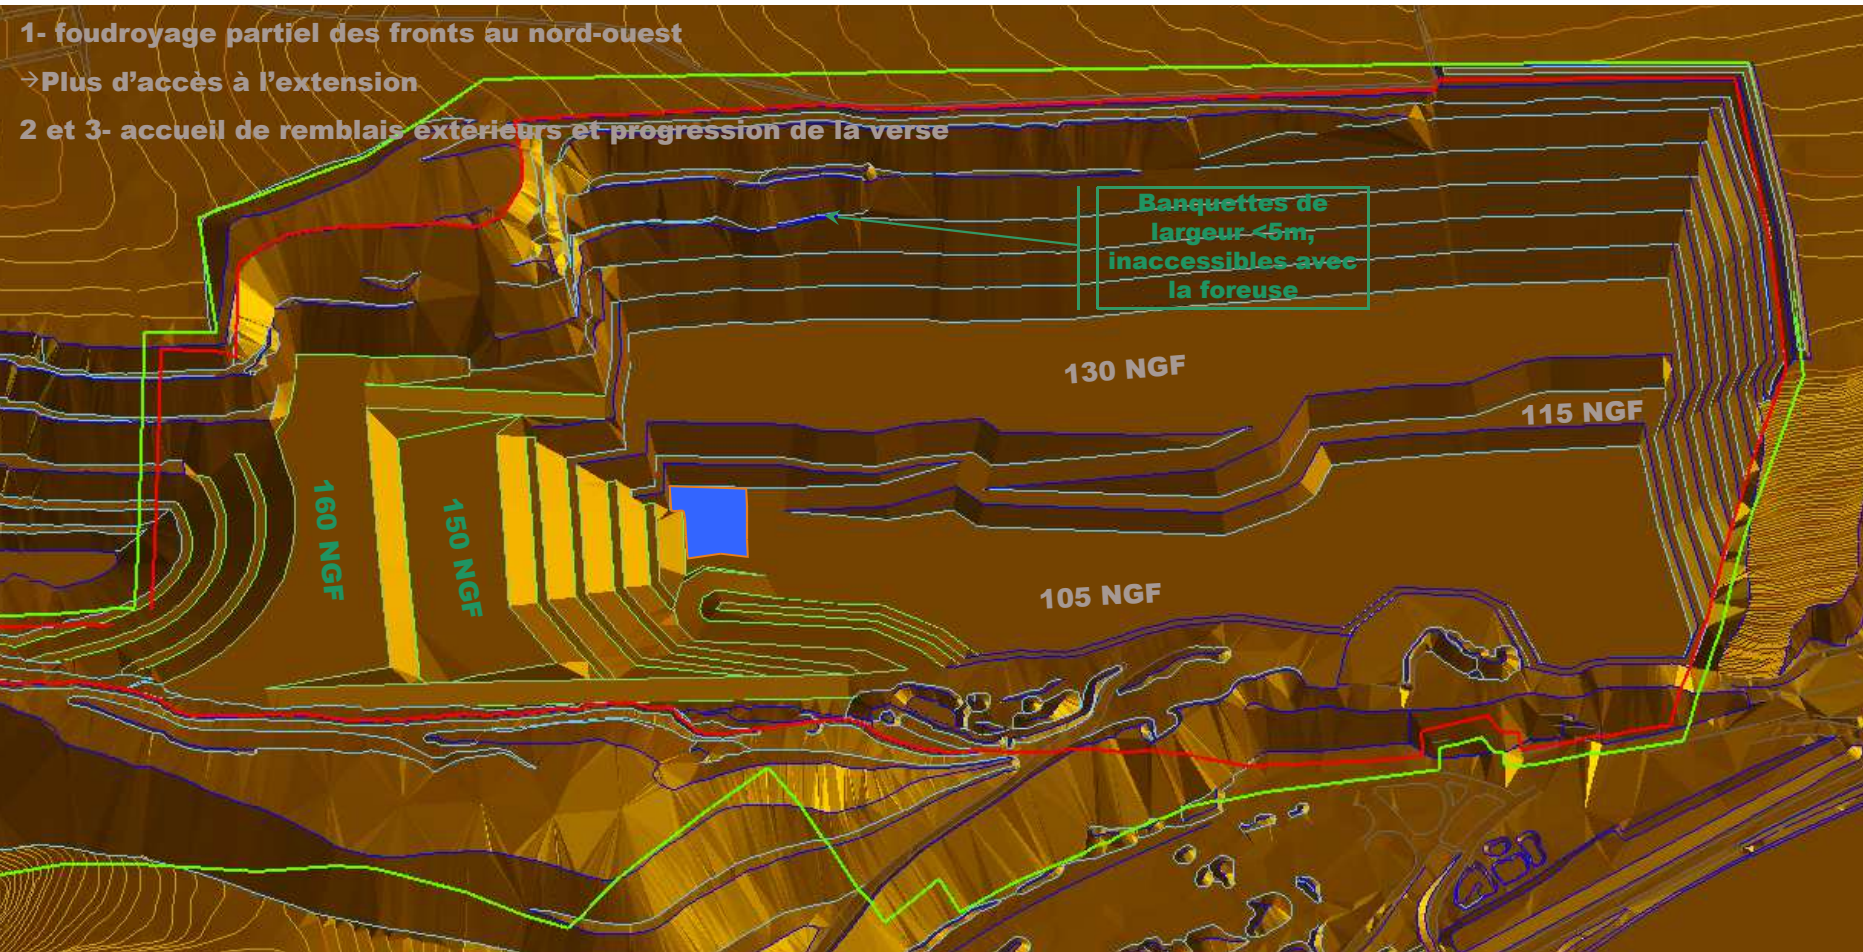 1- foudroyage partiel des fronts au nord-ouest
→Plus d’accès à l’extension
2 et 3- accueil de remblais extérieurs et progression de la verse
Banquettes de
largeur <5m,
inaccessibles avec
la foreuse
130 NGF
115 NGF
160 NGF
150 NGF
105 NGF